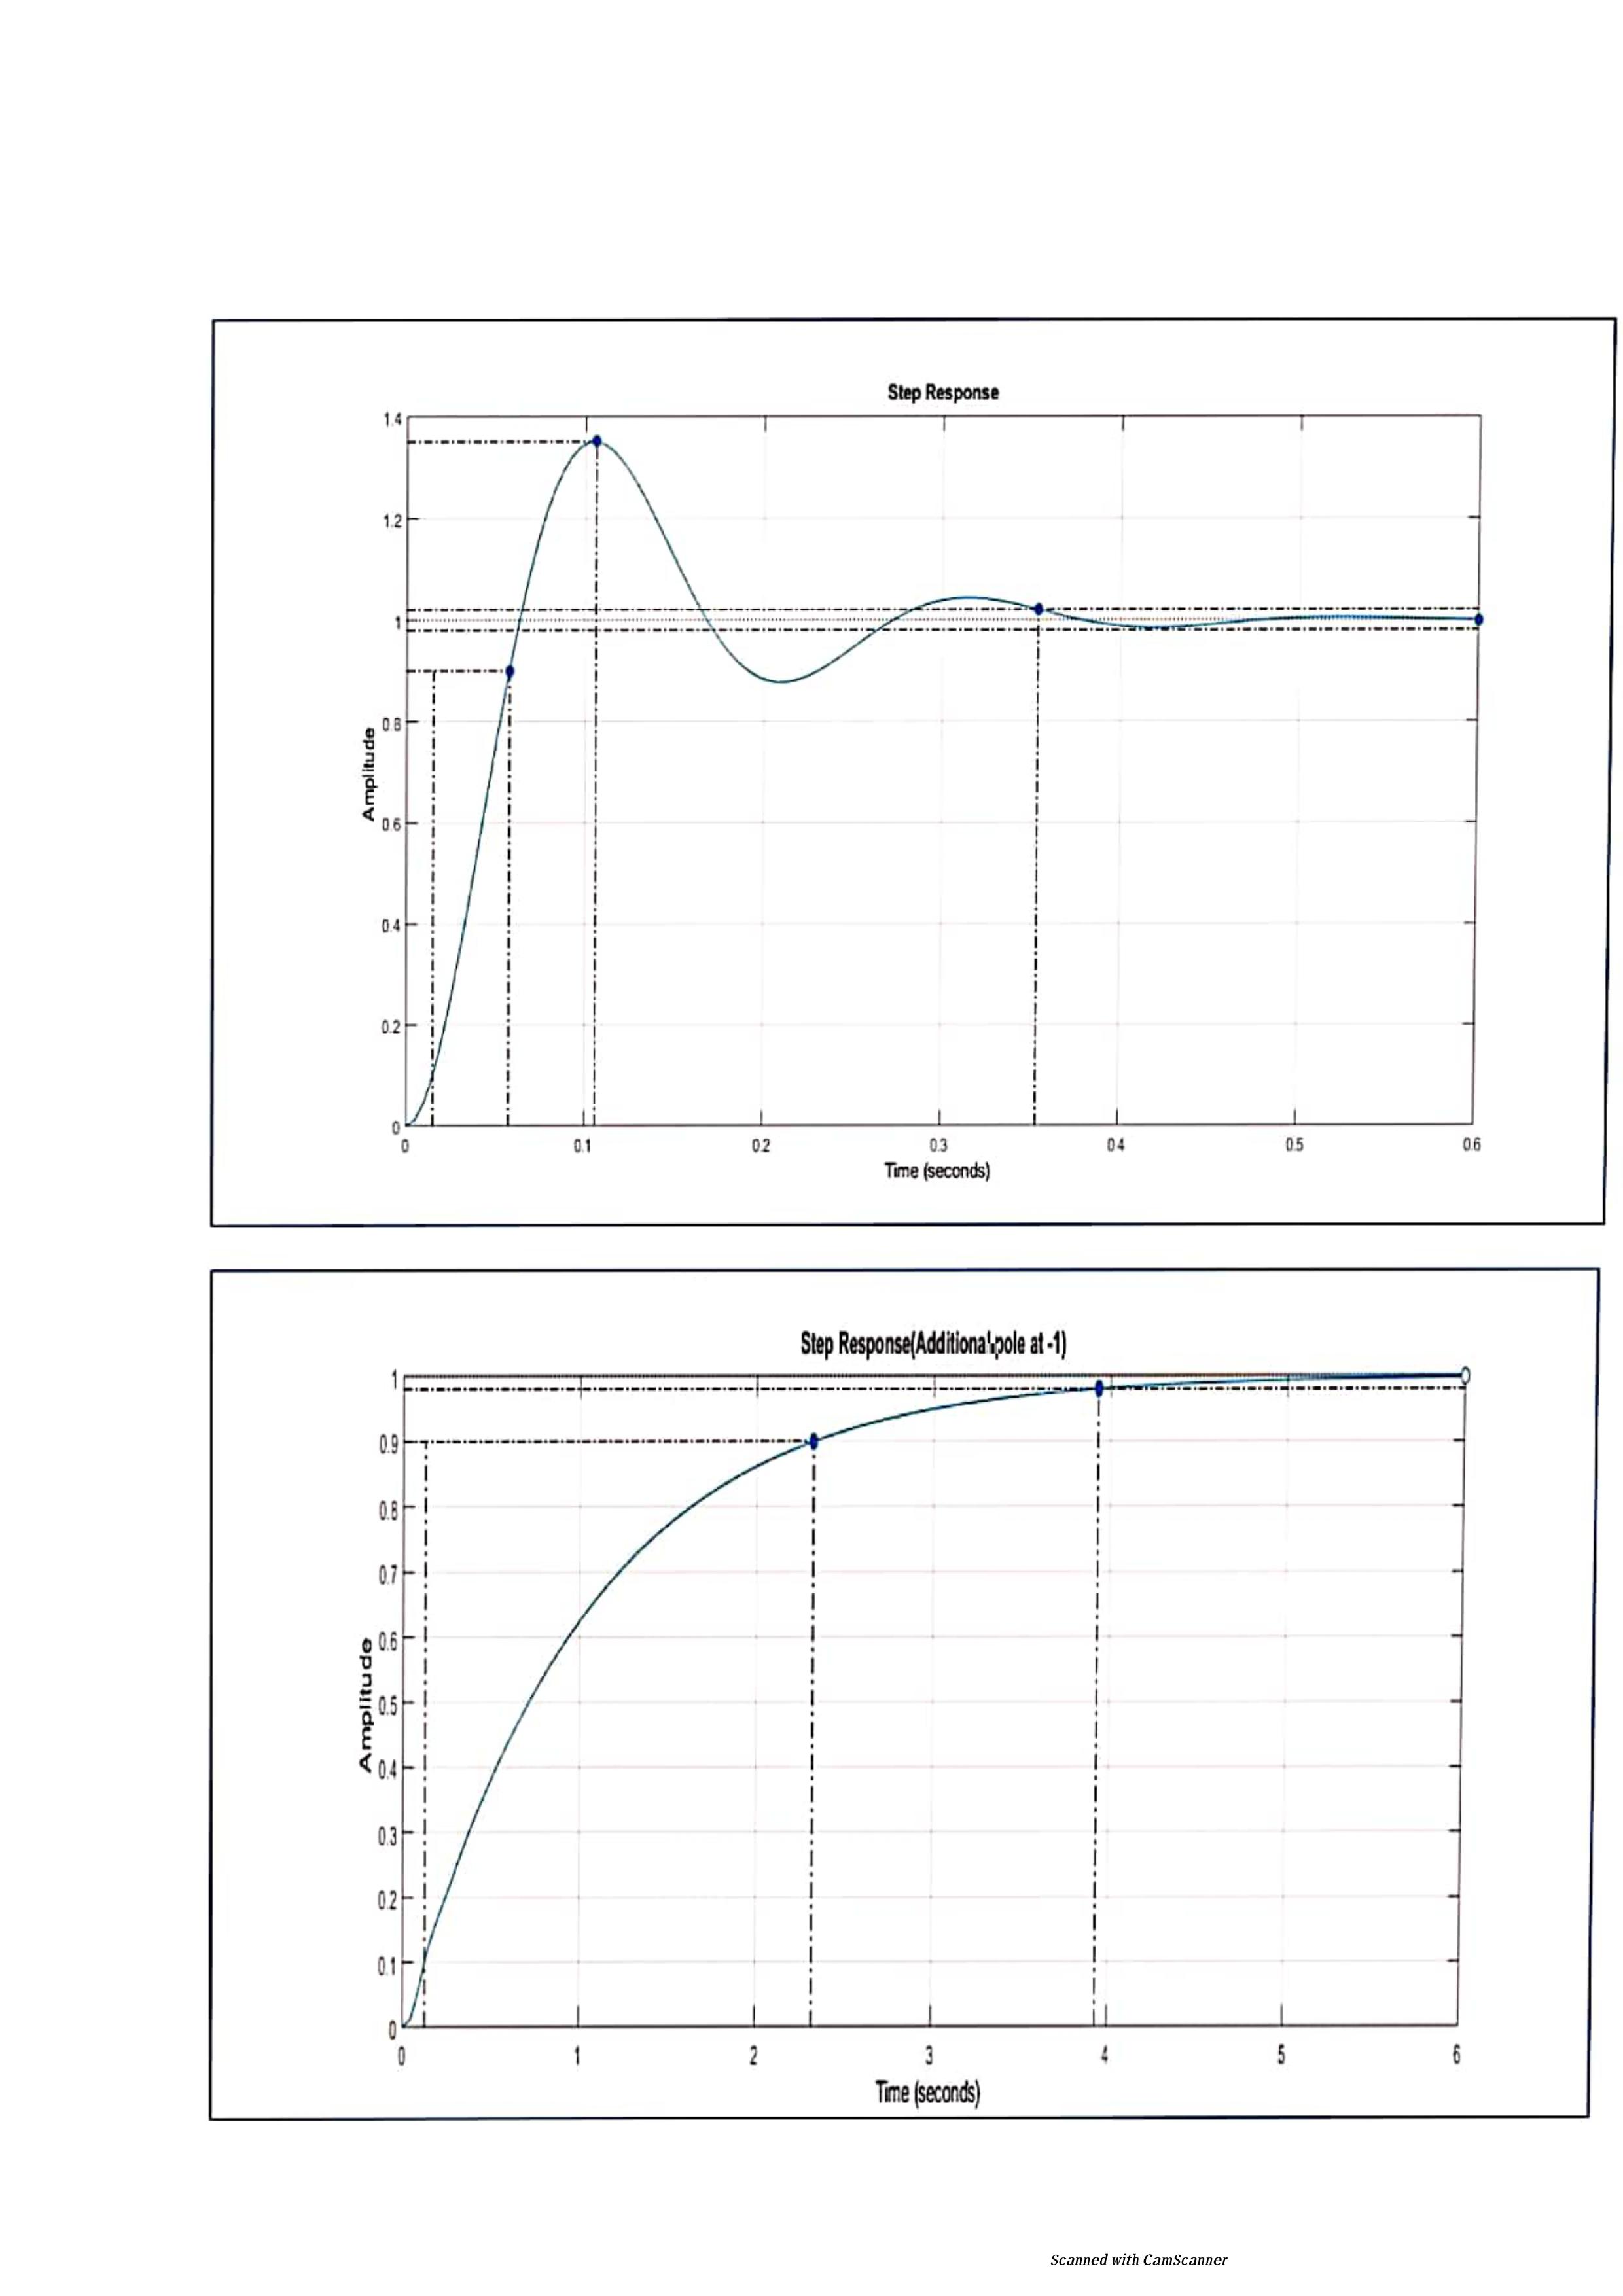 Step Response
1.4
1.2
1
0.8
0.6
0.4
0.2
0
Amplitude
0 0.1 0.2 0.3 0.4 0.5 0.6
Time (seconds)
Step Response(Additional pole at -1)
1
0.9
0.8
0.7
0.6
0.5
0.4
0.3
0.2
0.1
0
Amplitude
0 1 2 3 4 5 6
Time (seconds)
Scanned with CamScanner